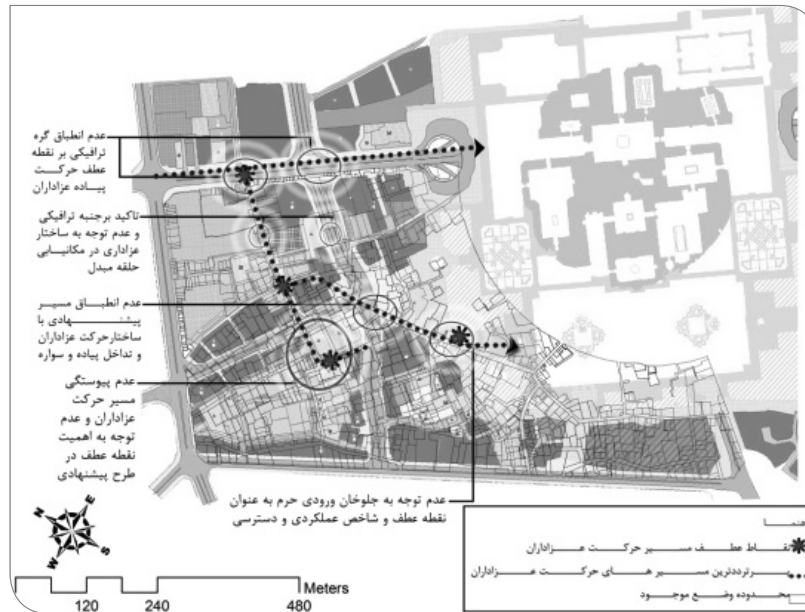 عدم انطباق گره
ترافیکی بر نقطه
عطف حرکت
پیاده عزاداران
تاکید برجنبه ترافیکی
و عدم توجه به ساختار
عزاداری در مکانیابی
حلقه مبدل
عدم انطباق مسیر
پیشنهادی با
ساختارحرکت عزاداران
و تداخل پیاده و سواره
عدم پیوستگی
مسیر حرکت
عزاداران و عدم
توجه به اهمیت
نقطه عطف در
طرح پیشنهادی
عدم توجه به جلوخان ورودی حرم به عنوان
نقطه عطف و شاخص عملکردی و دسترسی
N E
W S
Meters
120 240 480
نقاط عطف مسیر حرکت عزاداران
پرترددترین مسیر های حرکت عزاداران
محدوده وضع موجود